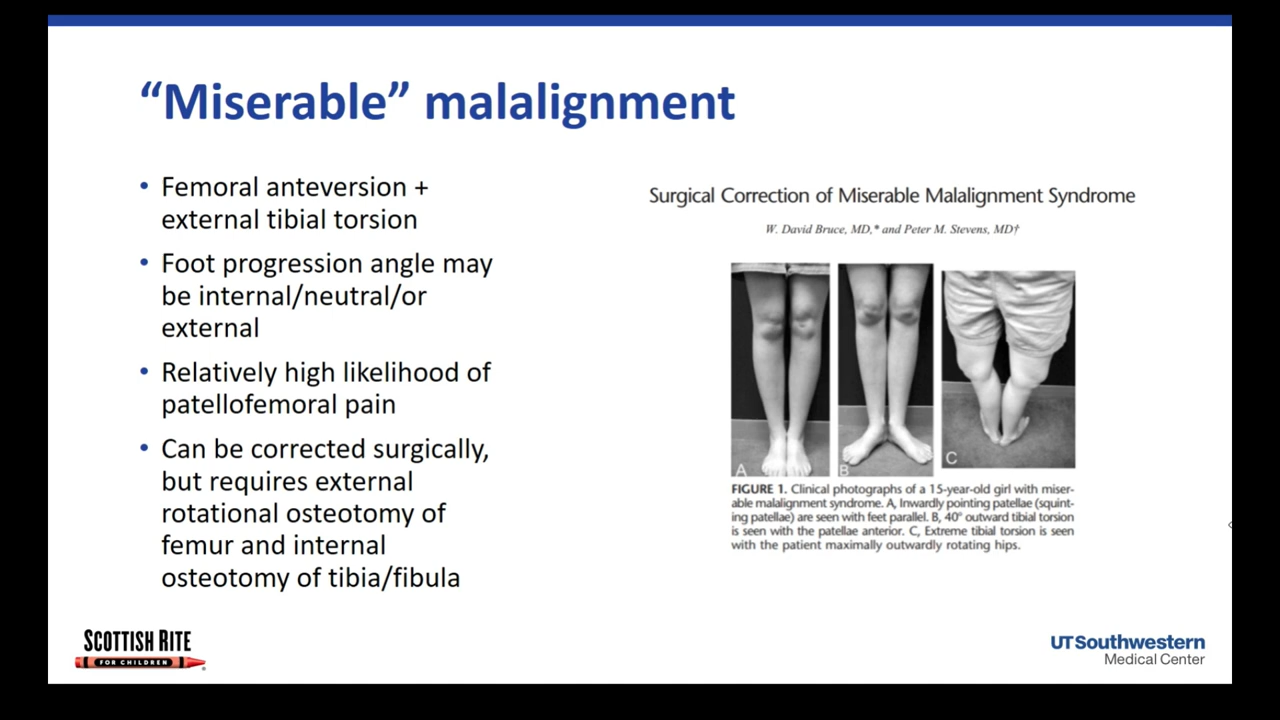 “Miserable” malalignment
• Femoral anteversion +
external tibial torsion
• Foot progression angle may
be internal/neutral/or
external
• Relatively high likelihood of
patellofemoral pain
• Can be corrected surgically,
but requires external
rotational osteotomy of
femur and internal
osteotomy of tibia/fibula
Surgical Correction of Miserable Malalignment Syndrome
W. David Bruce, MD,* and Peter M. Stevens, MD†
A
B
C
FIGURE 1. Clinical photographs of a 15-year-old girl with miser-
able malalignment syndrome. A, Inwardly pointing patellae (squint-
ing patellae) are seen with feet parallel. B, 40° outward tibial torsion
is seen with the patellae anterior. C, Extreme tibial torsion is seen
with the patient maximally outwardly rotating hips.
SCOTTISH RITE
FOR CHILDREN
UTSouthwestern
Medical Center